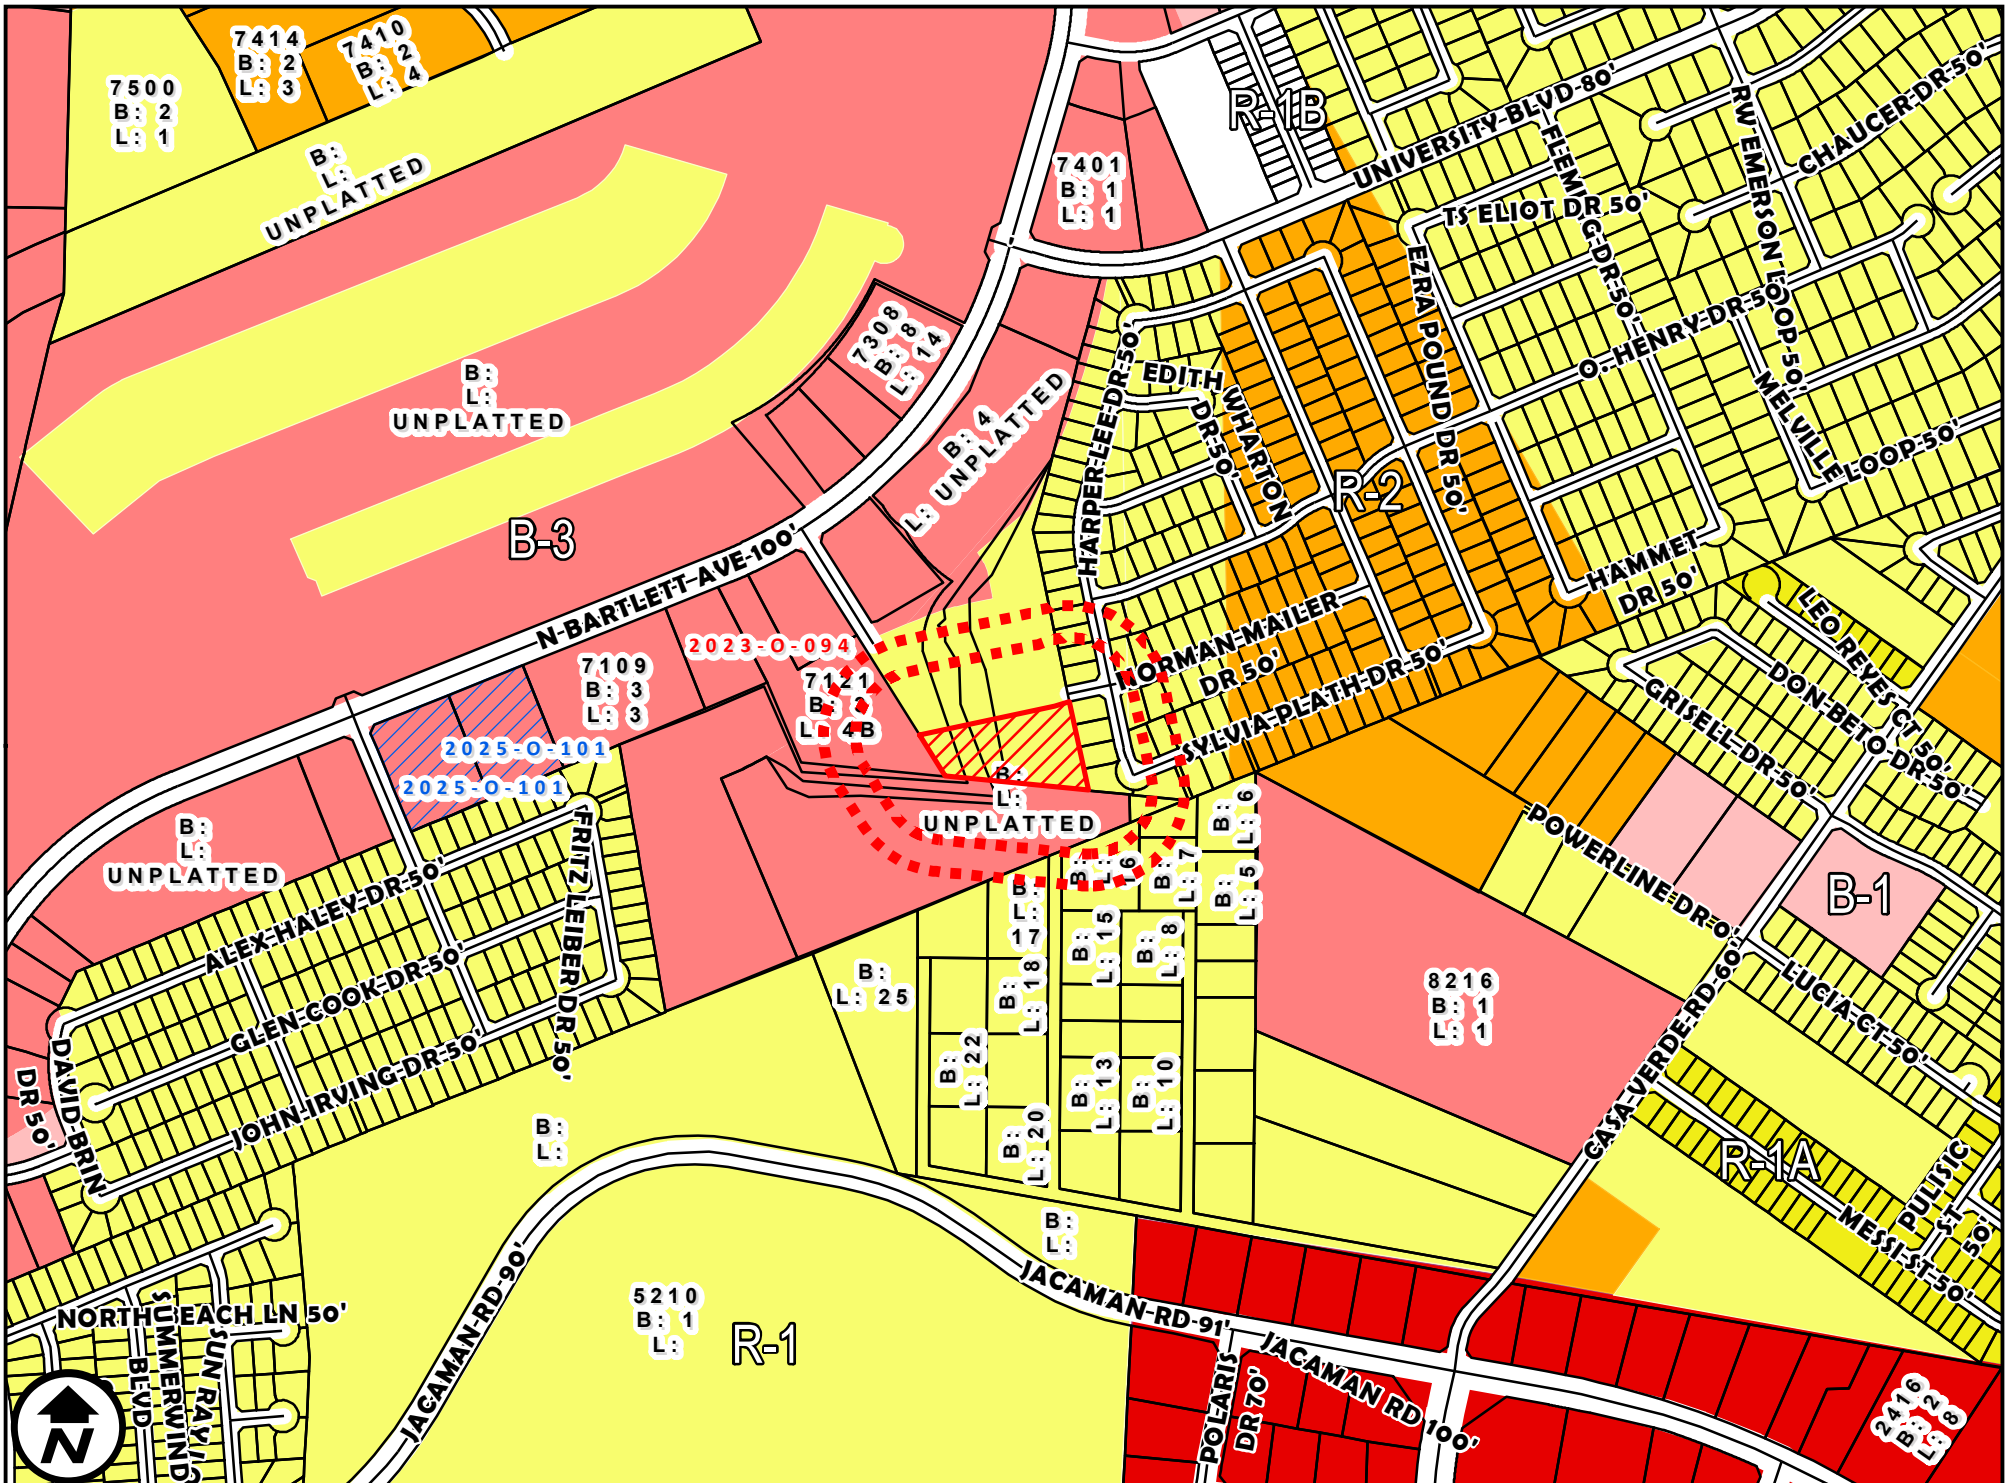 7414
B: 2
L: 3
7410
B: 2
L: 4
7500
B: 2
L: 1
B:
L:
UNPLATTED
R-1B
7401
B: 1
L: 1
UNIVERSITY BLVD 80'
FLEMING DR 50'
RW EMERSON LOOP 50'
CHAUCER DR 50'
TS ELIOT DR 50'
EZRA POUND DR 50'
O. HENRY DR 50'
MELVILLE LOOP 50'
7308
B: 8
L: 14
B:
L:
UNPLATTED
B: 4
L: UNPLATTED
HARPER LEE DR 50'
EDITH WHARTON
DR 50'
R-2
B-3
N BARTLETT AVE 100'
HAMMET
DR 50'
LEO REYES CT 50'
DON BETO DR 50'
GRISELL DR 50'
NORMAN MAILER
DR 50'
SYLVIA PLATH DR 50'
2023-O-094
7109
B: 3
L: 3
7121
B: 3
L: 4B
2025-O-101
2025-O-101
B:
L:
UNPLATTED
B:
L:
UNPLATTED
B: L: 6
B: L: 5
B: L: 7
B: L: 16
POWERLINE DR 0'
B-1
ALEX HALEY DR 50'
FRITZ LEIBER DR 50'
GLEN COOK DR 50'
JOHN IRVING DR 50'
DAVID BRIN
DR 50'
B:
L:
17
B:
L: 15
B:
L: 8
B:
L: 25
B:
L: 18
B:
L: 22
B:
L: 13
B:
L: 10
B:
L: 20
8216
B: 1
L: 1
CASA VERDE RD 60'
LUCIA CT 50'
R-1A
PULISIC
ST 50'
MESSI ST 50'
B:
L:
B:
L:
JACAMAN RD 90'
JACAMAN RD 91'
JACAMAN RD 100'
POLARIS
DR 70'
5210
B: 1
L:
R-1
NORTH BEACH LN 50'
SUMMERWIND
BLVD
SUN RAY
2416
B: 2
L: 8
N